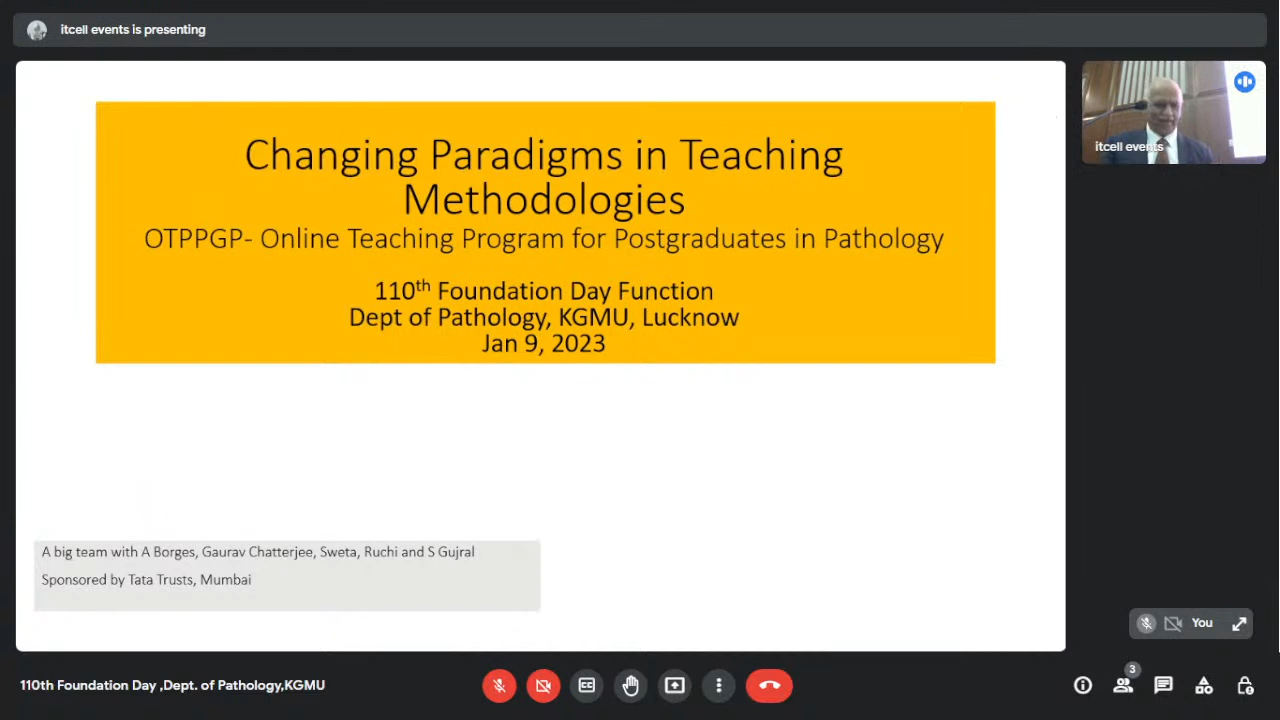 itcell events is presenting
Changing Paradigms in Teaching
Methodologies
OTPPGP- Online Teaching Program for Postgraduates in Pathology
110th Foundation Day Function
Dept of Pathology, KGMU, Lucknow
Jan 9, 2023
A big team with A Borges, Gaurav Chatterjee, Sweta, Ruchi and S Gujral
Sponsored by Tata Trusts, Mumbai
itcell events
You
110th Foundation Day ,Dept. of Pathology,KGMU
CC
3